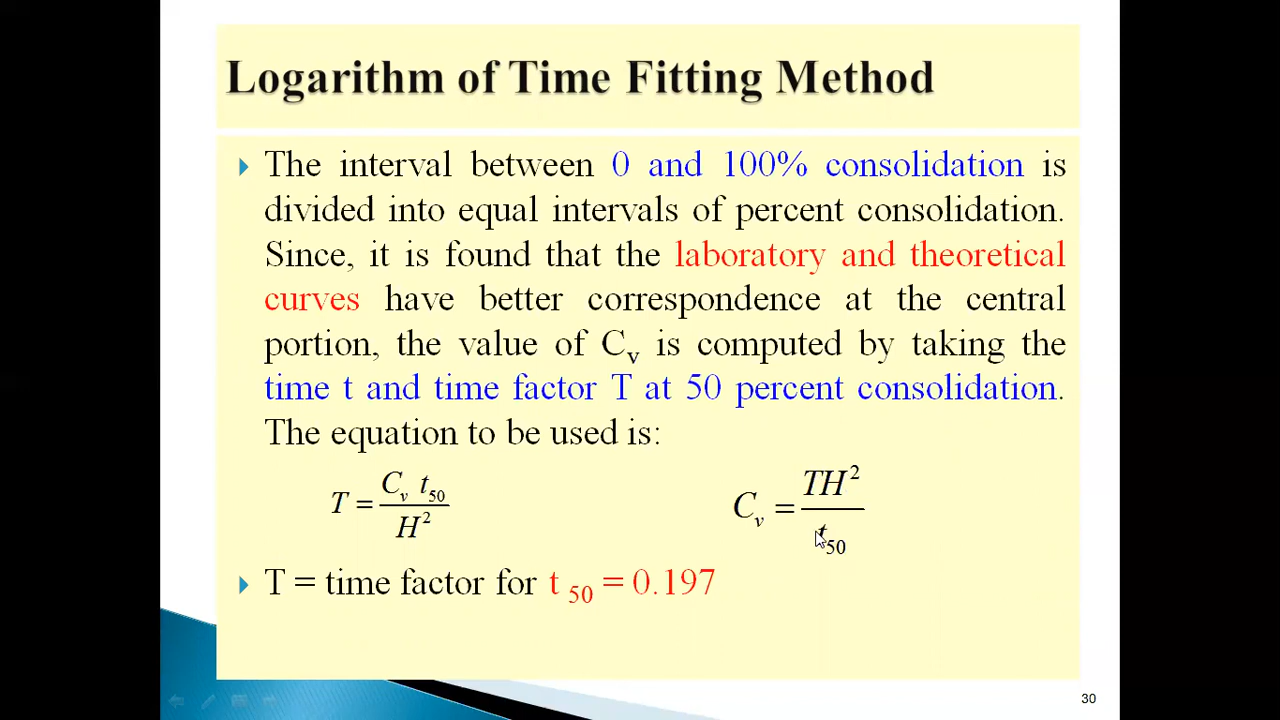 Logarithm of Time Fitting Method
The interval between 0 and 100% consolidation is
divided into equal intervals of percent consolidation.
Since, it is found that the laboratory and theoretical
curves have better correspondence at the central
portion, the value of Cv is computed by taking the
time t and time factor T at 50 percent consolidation.
The equation to be used is:
T = Cv t50 / H²
Cv = TH² / t50
T = time factor for t 50 = 0.197
30